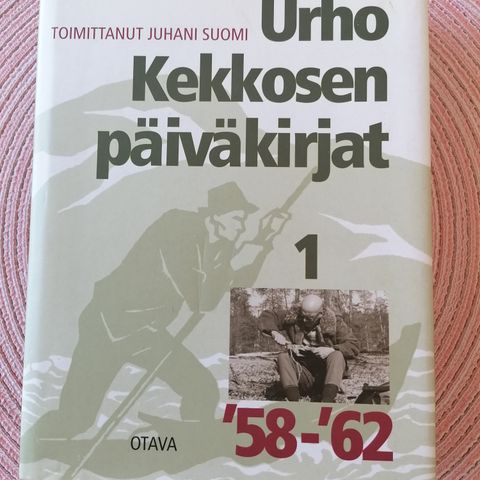 TOIMITTANUT JUHANI SUOMI
Urho
Kekkosen
päiväkirjat
1
'58-'62
OTAVA